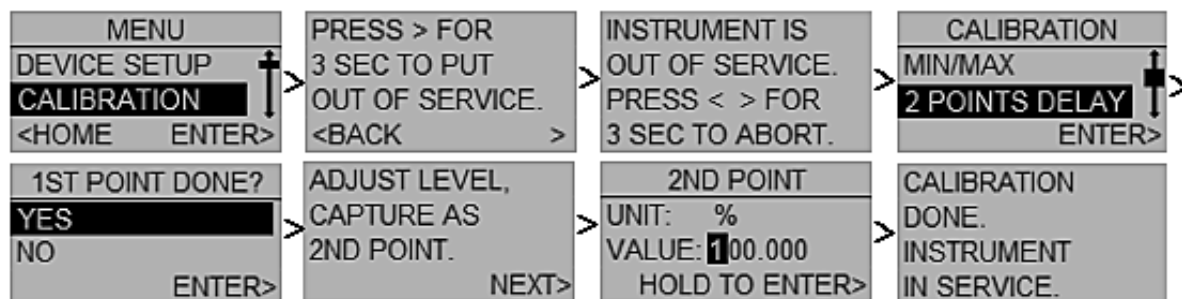 MENU
DEVICE SETUP
CALIBRATION
<HOME ENTER>
>
PRESS > FOR
3 SEC TO PUT
OUT OF SERVICE.
<BACK >
>
INSTRUMENT IS
OUT OF SERVICE.
PRESS < > FOR
3 SEC TO ABORT.
>
CALIBRATION
MIN/MAX
2 POINTS DELAY
ENTER>
>
1ST POINT DONE?
YES
NO
ENTER>
>
ADJUST LEVEL,
CAPTURE AS
2ND POINT.
NEXT>
>
2ND POINT
UNIT: %
VALUE: 100.000
HOLD TO ENTER>
>
CALIBRATION
DONE.
INSTRUMENT
IN SERVICE.